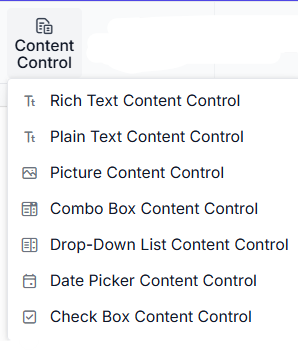 Content
Control
Rich Text Content Control
Plain Text Content Control
Picture Content Control
Combo Box Content Control
Drop-Down List Content Control
Date Picker Content Control
Check Box Content Control